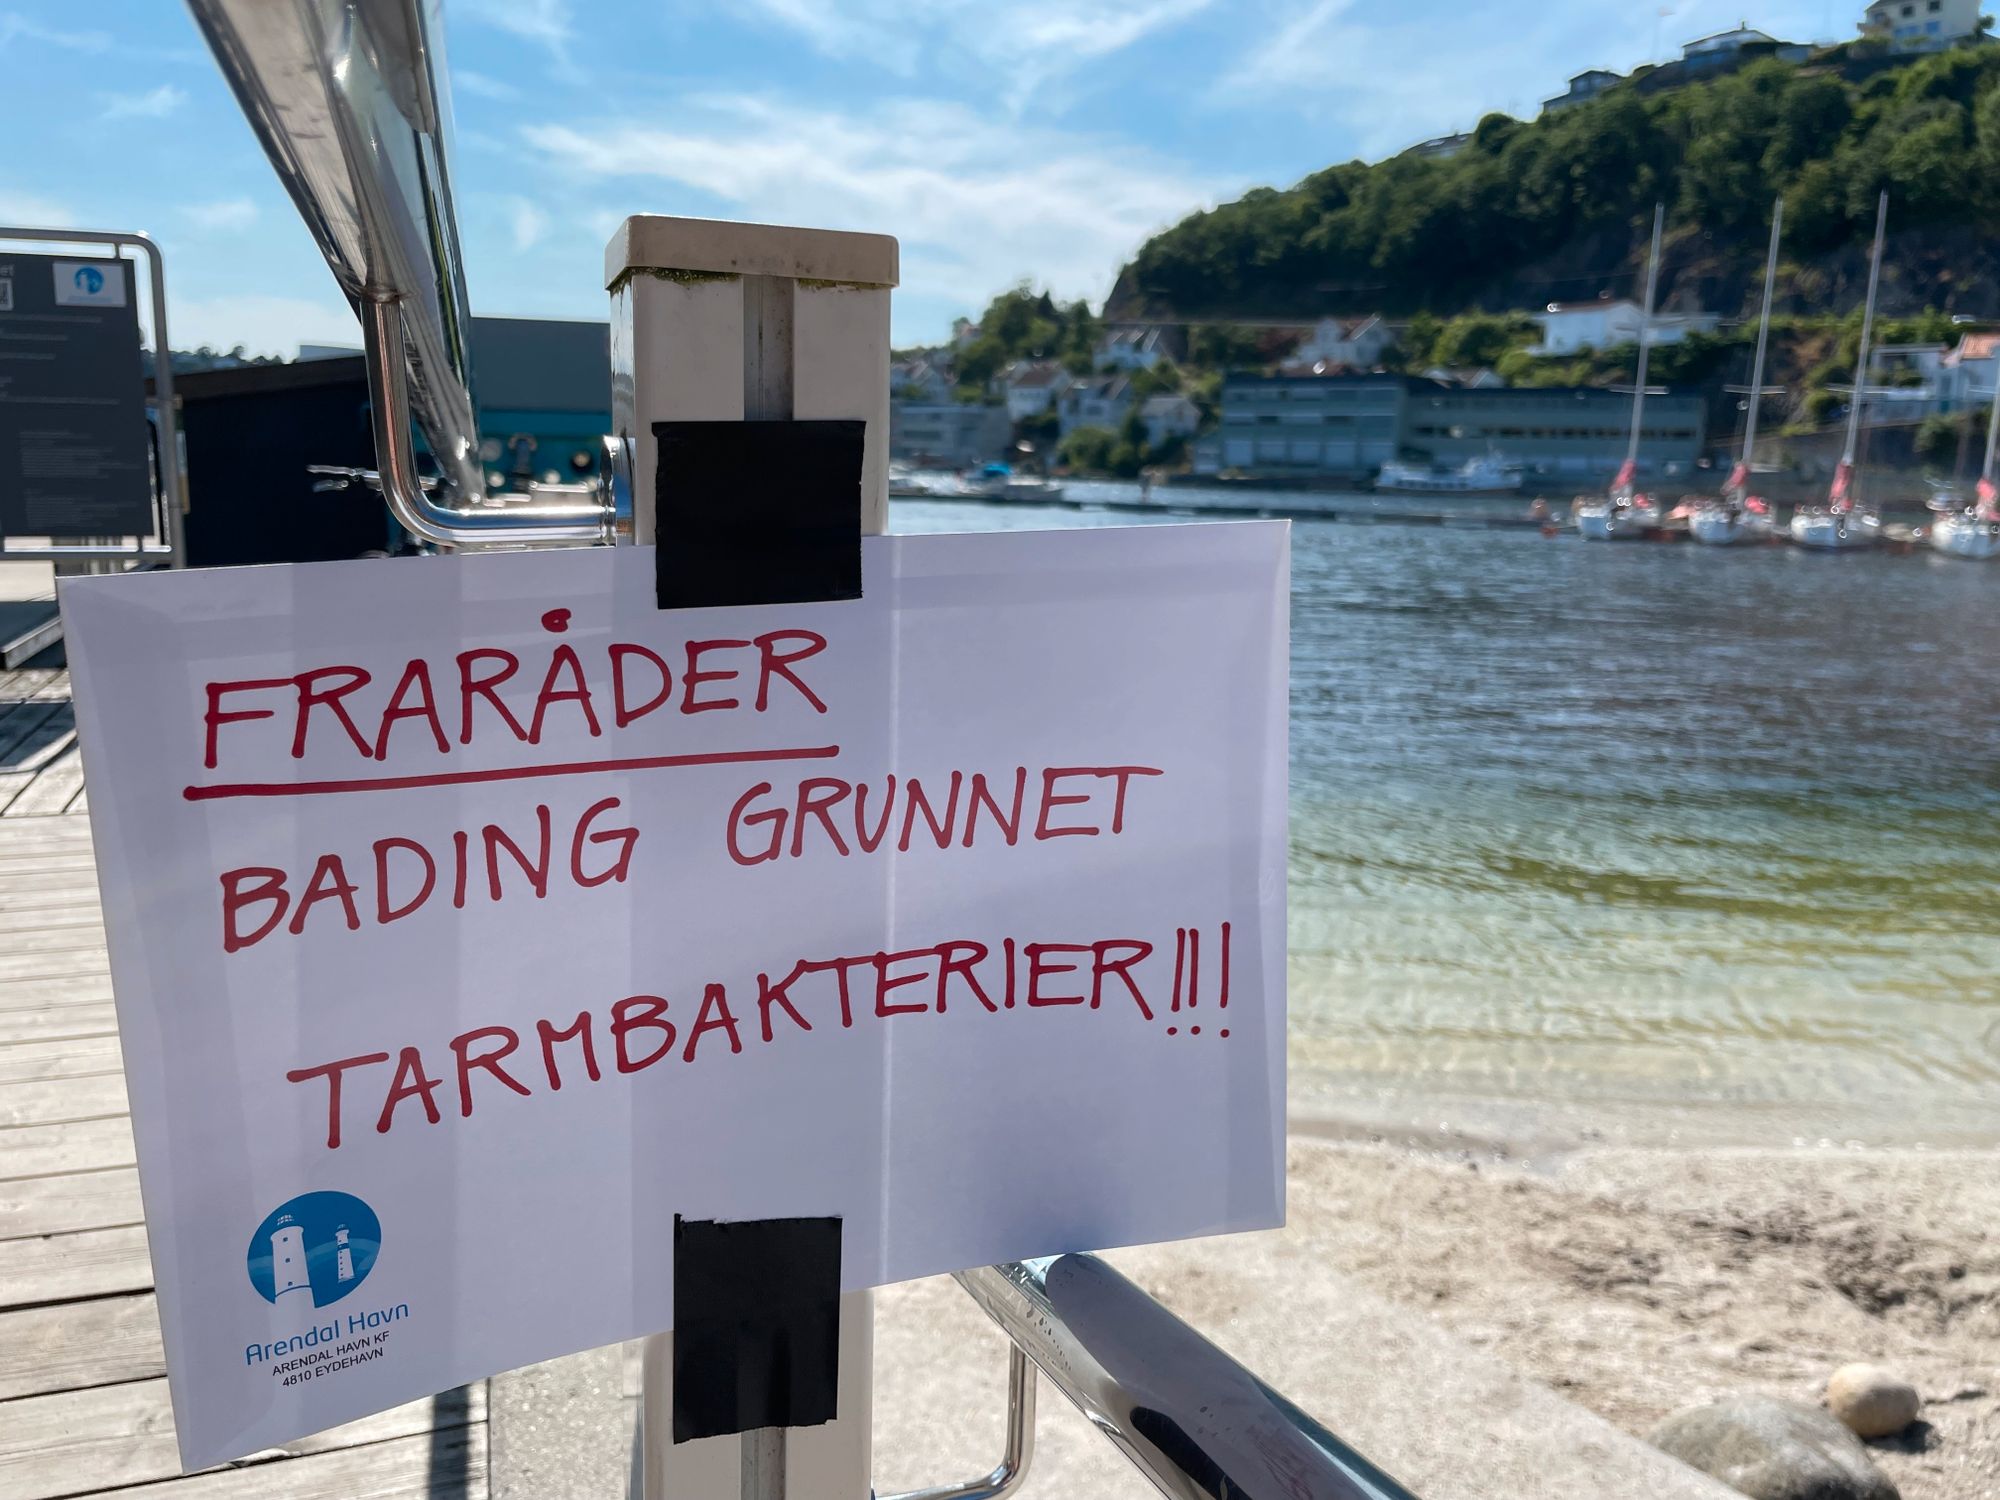 FRARÅDER
BADING GRUNNET
TARMBAKTERIER!!!
Arendal Havn
ARENDAL HAVN KF
4810 EYDEHAVN